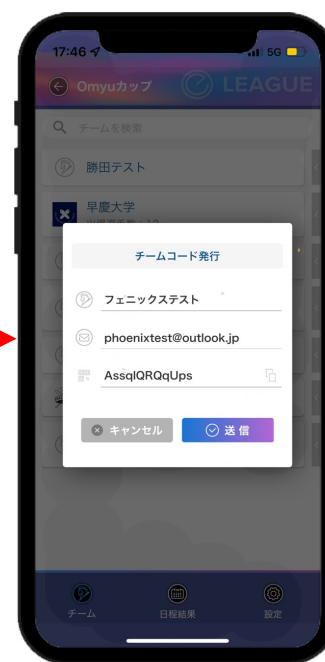 17:46
5G
Omyuカップ
LEAGUE
チームを検索
勝田テスト
早慶大学
チームコード発行
フェニックステスト
phoenixtest@outlook.jp
AssqlQRQqUps
キャンセル
送信
チーム
日程結果
設定